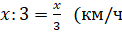 x:3 = x/3 (км/ч